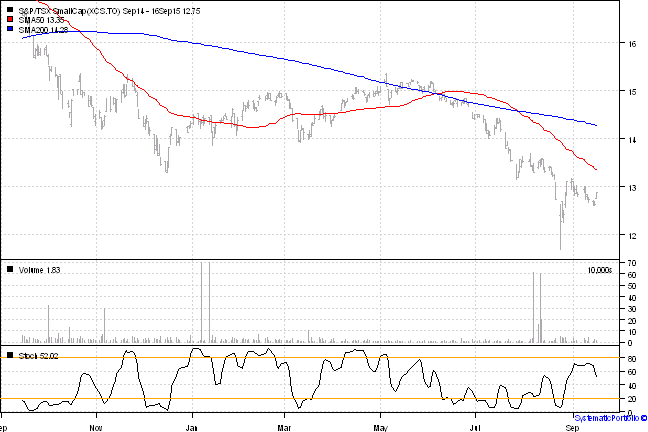 S&P/TSX SmallCap(XCS.TO) Sep14 - 16Sep15 12.75
SMA50 13.35
SMA200 14.28
16
15
14
13
12
Volume 1.83
10,000s
70
60
50
40
30
20
10
0
Stoch 52.02
80
60
40
20
0
ep Nov Jan Mar May Jul Sep
SystematicPortfolio ©